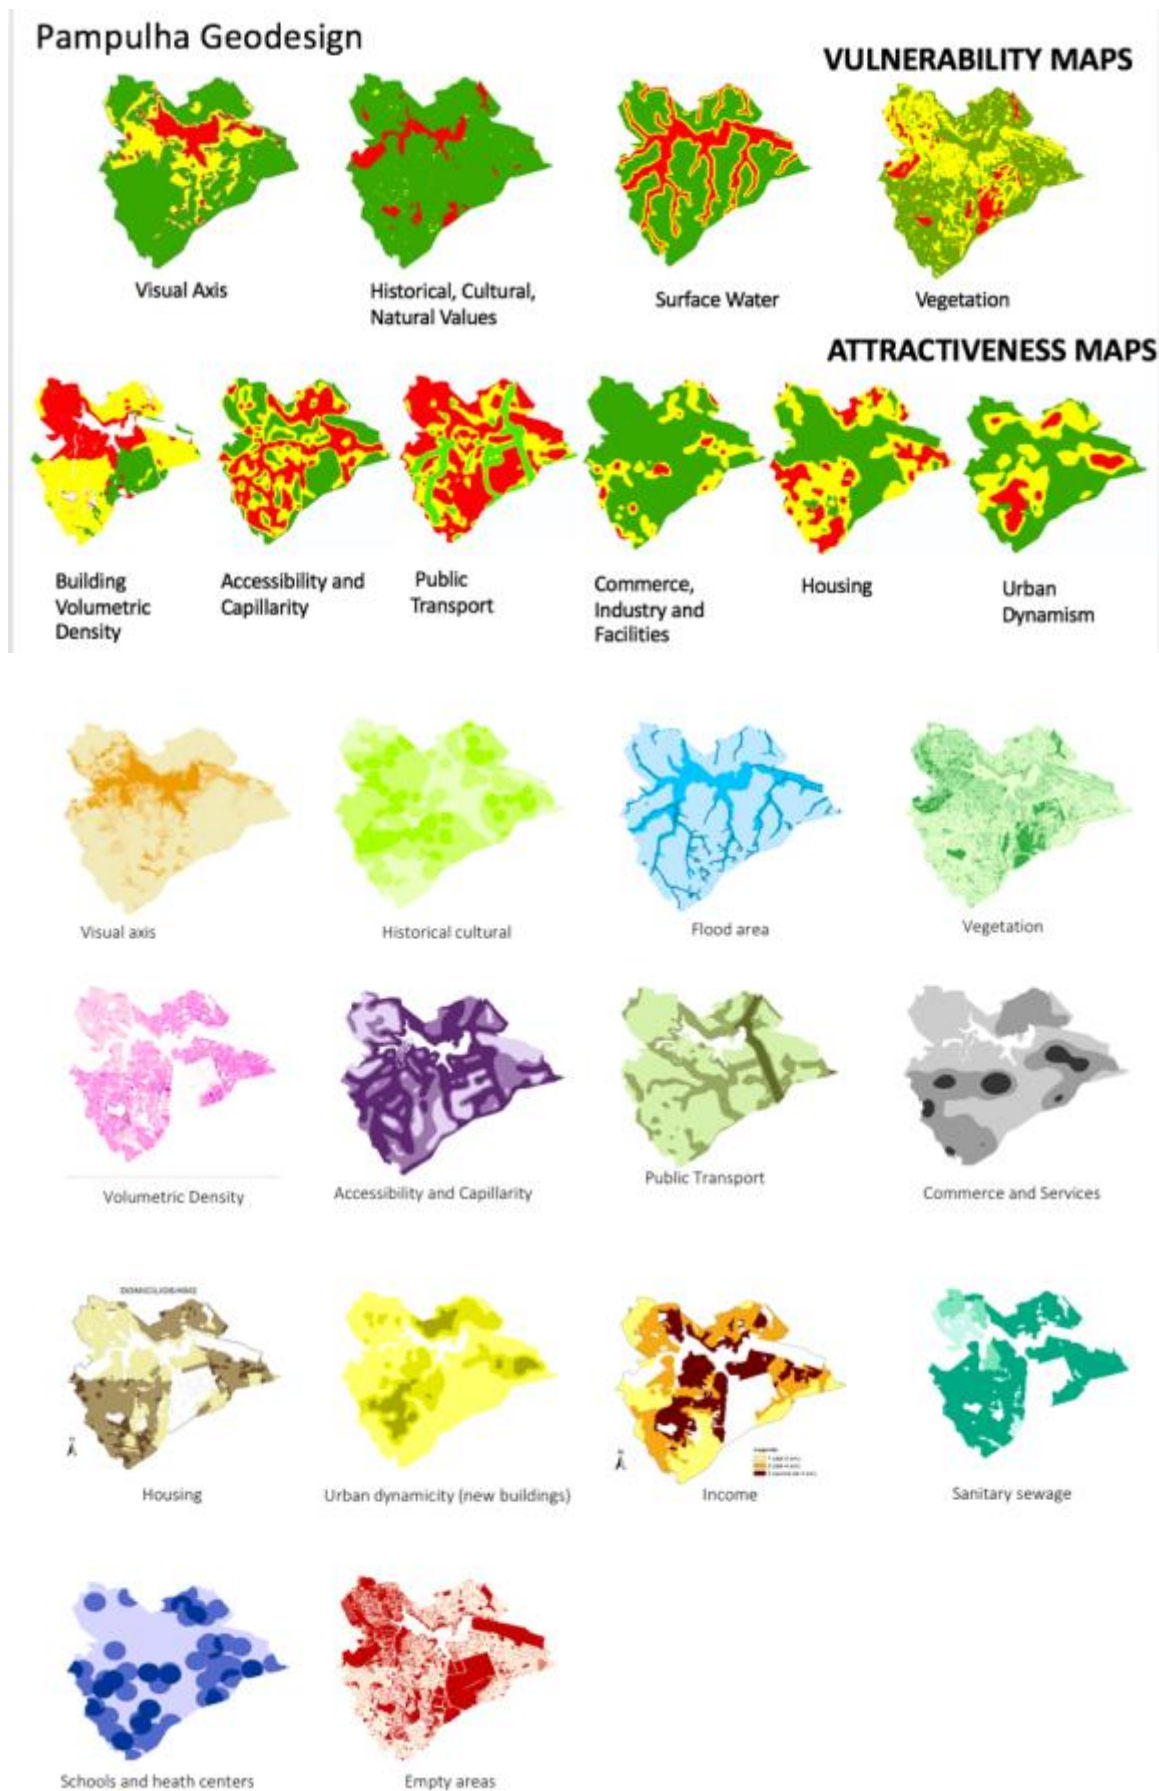 Pampulha Geodesign
VULNERABILITY MAPS
Visual Axis
Historical, Cultural,
Natural Values
Surface Water
Vegetation
ATTRACTIVENESS MAPS
Building
Volumetric
Density
Accessibility and
Capillarity
Public
Transport
Commerce,
Industry and
Facilities
Housing
Urban
Dynamism
Visual axis
Historical cultural
Flood area
Vegetation
Volumetric Density
Accessibility and Capillarity
Public Transport
Commerce and Services
Housing
Urban dynamicity (new buildings)
Income
Sanitary sewage
Schools and heath centers
Empty areas